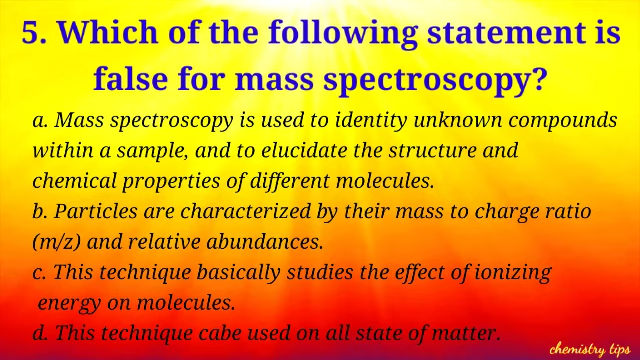 5. Which of the following statement is
false for mass spectroscopy?
a. Mass spectroscopy is used to identity unknown compounds
within a sample, and to elucidate the structure and
chemical properties of different molecules.
b. Particles are characterized by their mass to charge ratio
(m/z) and relative abundances.
c. This technique basically studies the effect of ionizing
energy on molecules.
d. This technique cabe used on all state of matter.
chemistry tips